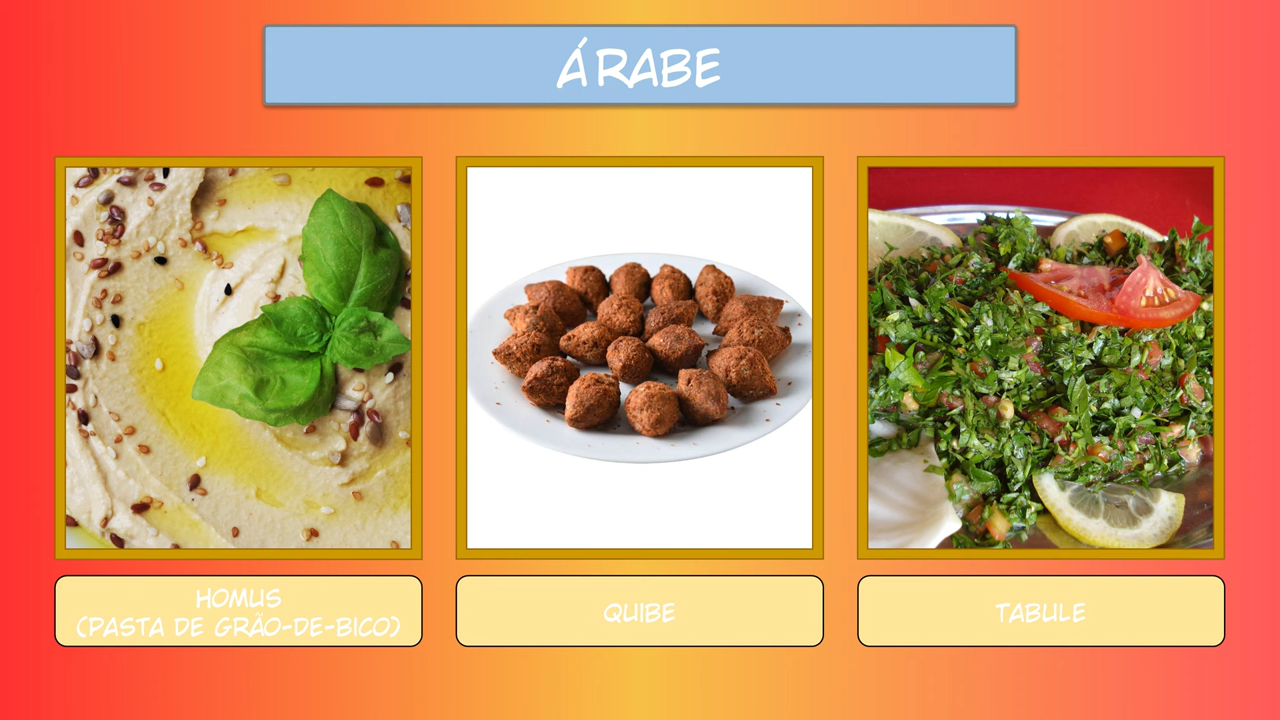 ÁRABE
HOMUS
(PASTA DE GRÃO-DE-BICO)
QUIBE
TABULE